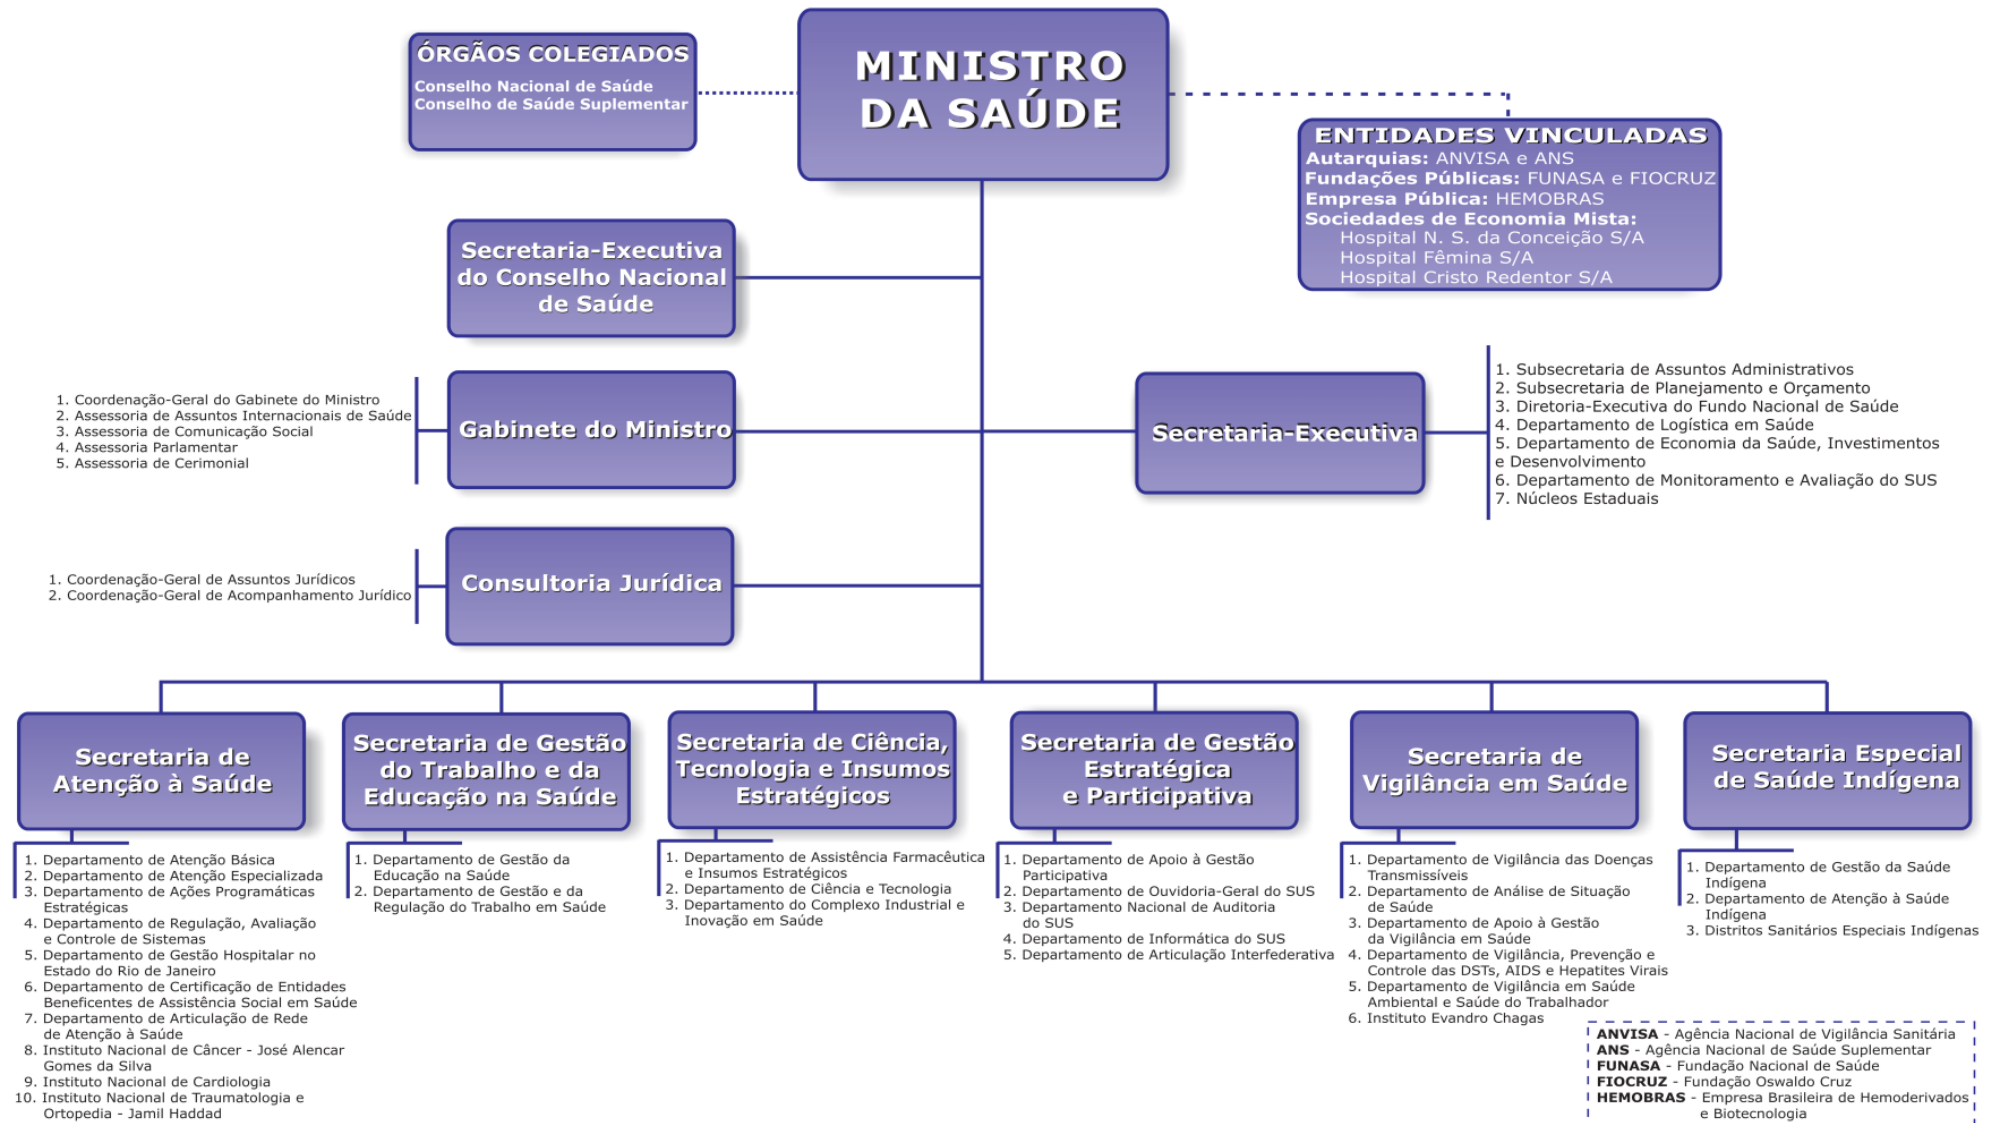 MINISTRO
DA SAÚDE
ÓRGÃOS COLEGIADOS
Conselho Nacional de Saúde
Conselho de Saúde Suplementar
ENTIDADES VINCULADAS
Autarquias: ANVISA e ANS
Fundações Públicas: FUNASA e FIOCRUZ
Empresa Pública: HEMOBRAS
Sociedades de Economia Mista:
Hospital N. S. da Conceição S/A
Hospital Fêmina S/A
Hospital Cristo Redentor S/A
Secretaria-Executiva
do Conselho Nacional
de Saúde
Gabinete do Ministro
1. Coordenação-Geral do Gabinete do Ministro
2. Assessoria de Assuntos Internacionais de Saúde
3. Assessoria de Comunicação Social
4. Assessoria Parlamentar
5. Assessoria de Cerimonial
Secretaria-Executiva
1. Subsecretaria de Assuntos Administrativos
2. Subsecretaria de Planejamento e Orçamento
3. Diretoria-Executiva do Fundo Nacional de Saúde
4. Departamento de Logística em Saúde
5. Departamento de Economia da Saúde, Investimentos
e Desenvolvimento
6. Departamento de Monitoramento e Avaliação do SUS
7. Núcleos Estaduais
Consultoria Jurídica
1. Coordenação-Geral de Assuntos Jurídicos
2. Coordenação-Geral de Acompanhamento Jurídico
Secretaria de
Atenção à Saúde
1. Departamento de Atenção Básica
2. Departamento de Atenção Especializada
3. Departamento de Ações Programáticas
Estratégicas
4. Departamento de Regulação, Avaliação
e Controle de Sistemas
5. Departamento de Gestão Hospitalar no
Estado do Rio de Janeiro
6. Departamento de Certificação de Entidades
Beneficentes de Assistência Social em Saúde
7. Departamento de Articulação de Rede
de Atenção à Saúde
8. Instituto Nacional de Câncer - José Alencar
Gomes da Silva
9. Instituto Nacional de Cardiologia
10. Instituto Nacional de Traumatologia e
Ortopedia - Jamil Haddad
Secretaria de Gestão
do Trabalho e da
Educação na Saúde
1. Departamento de Gestão da
Educação na Saúde
2. Departamento de Gestão e da
Regulação do Trabalho em Saúde
Secretaria de Ciência,
Tecnologia e Insumos
Estratégicos
1. Departamento de Assistência Farmacêutica
e Insumos Estratégicos
2. Departamento de Ciência e Tecnologia
3. Departamento do Complexo Industrial e
Inovação em Saúde
Secretaria de Gestão
Estratégica
e Participativa
1. Departamento de Apoio à Gestão
Participativa
2. Departamento de Ouvidoria-Geral do SUS
3. Departamento Nacional de Auditoria
do SUS
4. Departamento de Informática do SUS
5. Departamento de Articulação Interfederativa
Secretaria de
Vigilância em Saúde
1. Departamento de Vigilância das Doenças
Transmissíveis
2. Departamento de Análise de Situação
de Saúde
3. Departamento de Apoio à Gestão
da Vigilância em Saúde
4. Departamento de Vigilância, Prevenção e
Controle das DSTs, AIDS e Hepatites Virais
5. Departamento de Vigilância em Saúde
Ambiental e Saúde do Trabalhador
6. Instituto Evandro Chagas
Secretaria Especial
de Saúde Indígena
1. Departamento de Gestão da Saúde
Indígena
2. Departamento de Atenção à Saúde
Indígena
3. Distritos Sanitários Especiais Indígenas
ANVISA - Agência Nacional de Vigilância Sanitária
ANS - Agência Nacional de Saúde Suplementar
FUNASA - Fundação Nacional de Saúde
FIOCRUZ - Fundação Oswaldo Cruz
HEMOBRAS - Empresa Brasileira de Hemoderivados
e Biotecnologia